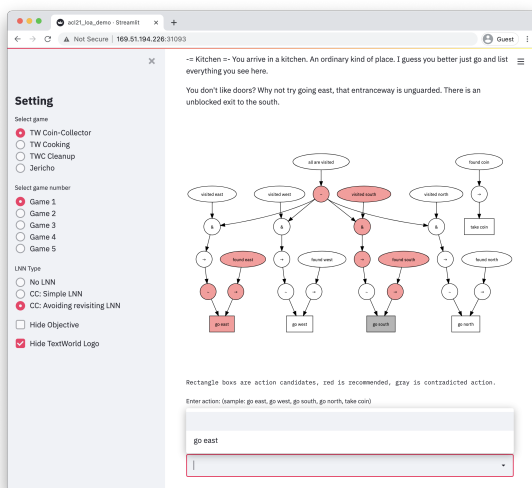 acl21_loa_demo · Streamlit
Not Secure | 169.51.194.226:31093
Guest
Setting
Select game
TW Coin-Collector
TW Cooking
TWC Cleanup
Jericho
Select game number
Game 1
Game 2
Game 3
Game 4
Game 5
LNN Type
No LNN
CC: Simple LNN
CC: Avoiding revisiting LNN
Hide Objective
Hide TextWorld Logo
-= Kitchen =- You arrive in a kitchen. An ordinary kind of place. I guess you better just go and list
everything you see here.
You don't like doors? Why not try going east, that entranceway is unguarded. There is an
unblocked exit to the south.
all are visited
found coin
visited east
visited west
visited south
visited north
&
&
&
&
take coin
found east
found west
found south
found north
go east
go west
go south
go north
Rectangle boxs are action candidates, red is recommended, gray is contradicted action.
Enter action: (sample: go east, go west, go south, go north, take coin)
go east